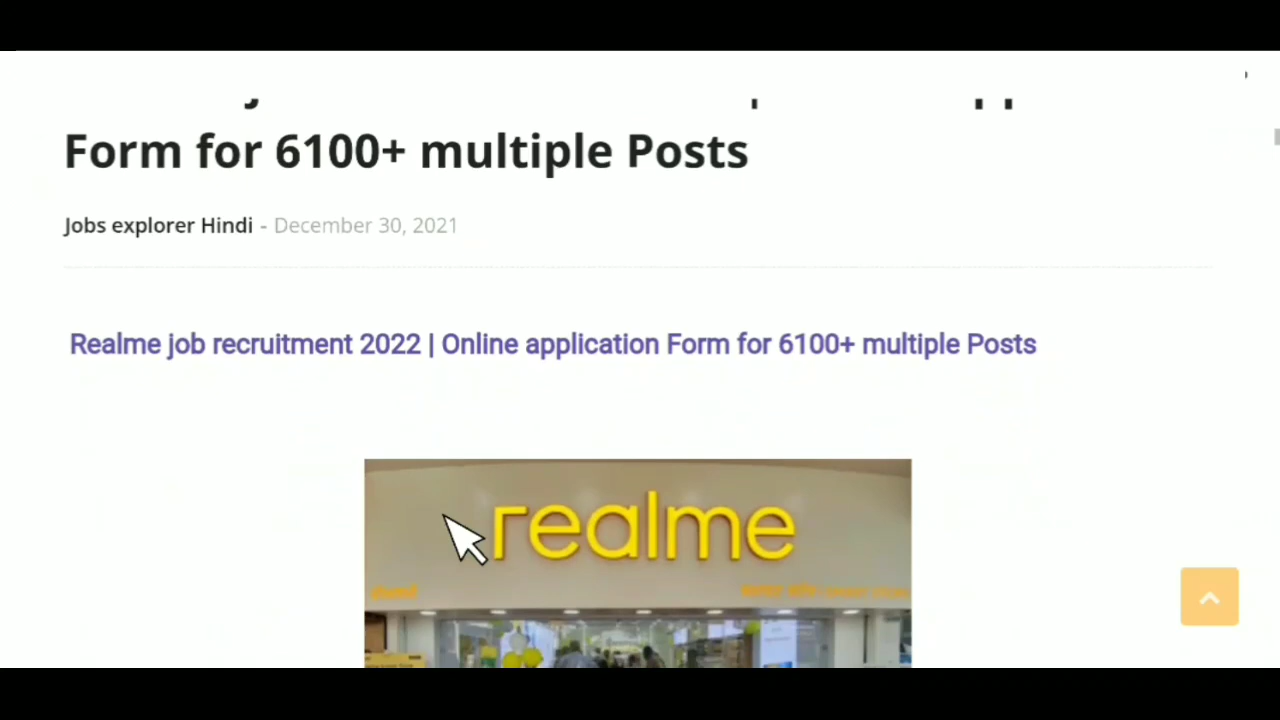 Form for 6100+ multiple Posts
Jobs explorer Hindi - December 30, 2021
Realme job recruitment 2022 | Online application Form for 6100+ multiple Posts
realme